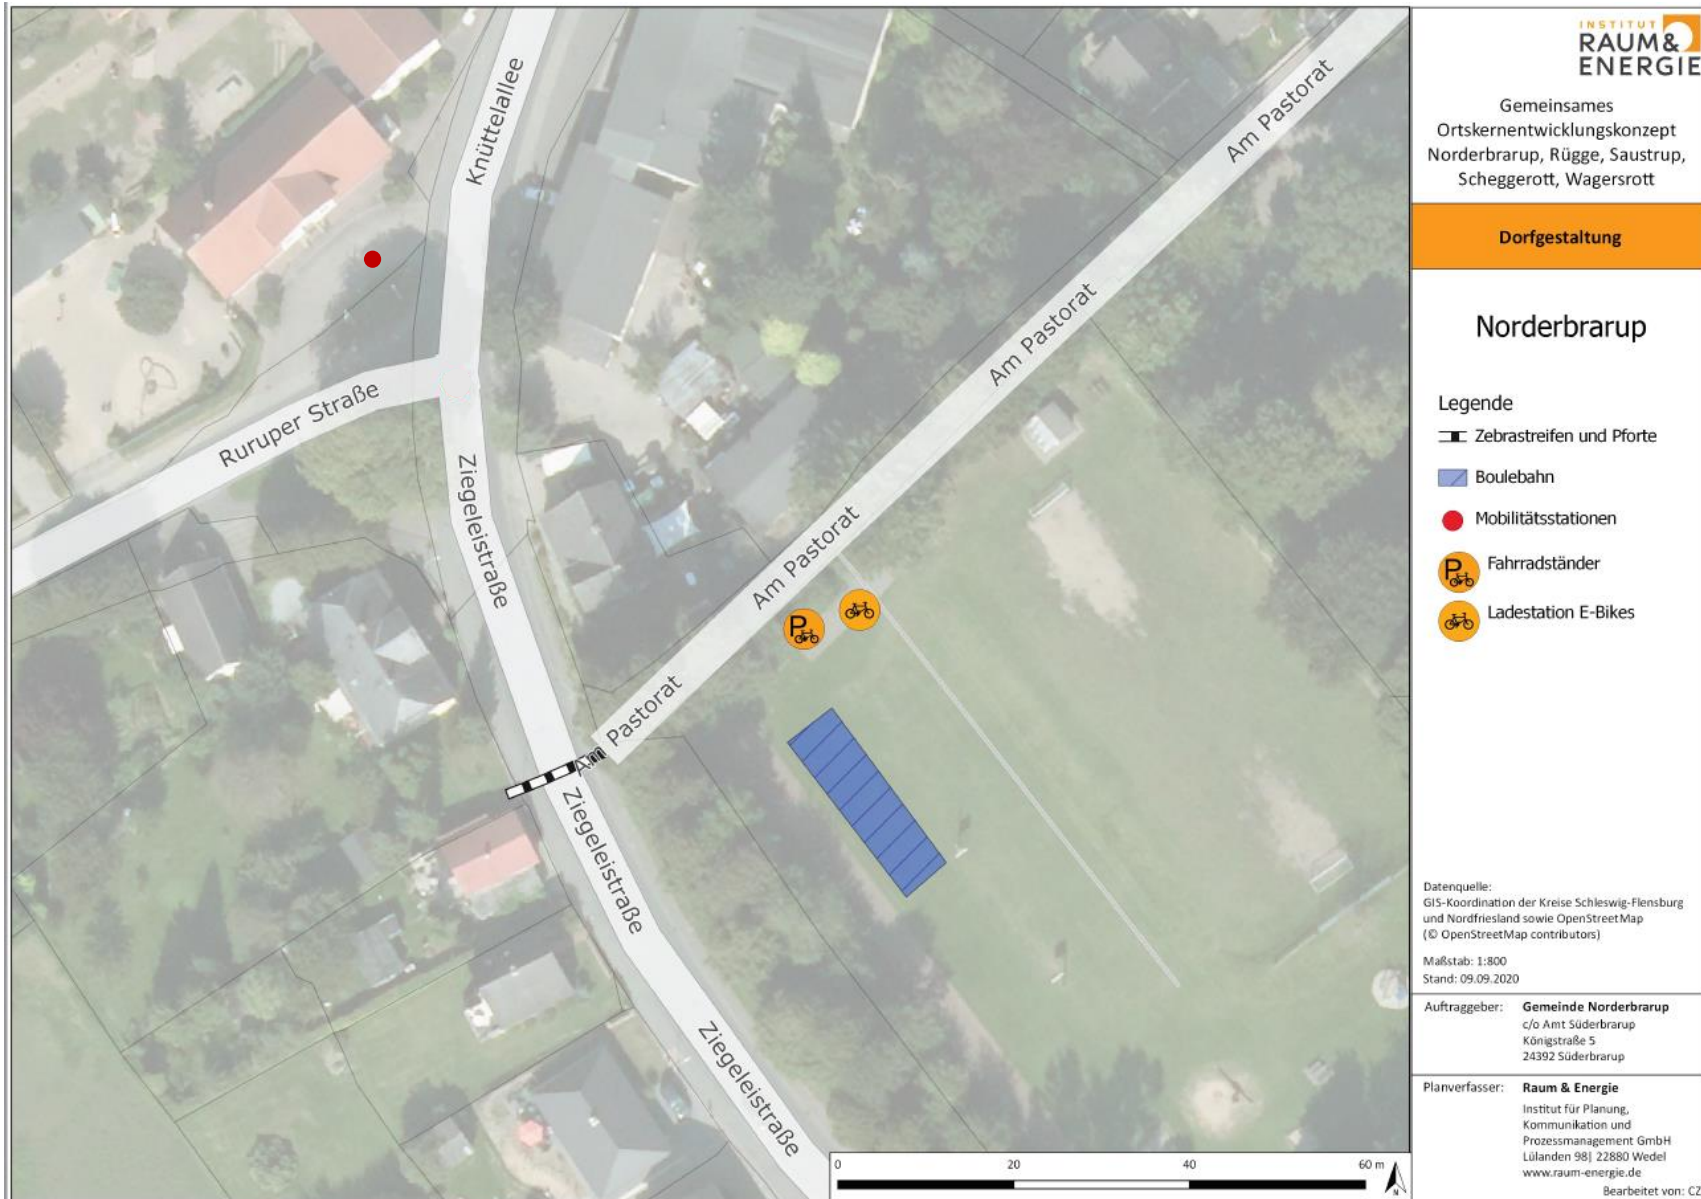 Knüttelallee
Ruruper Straße
Ziegeleistraße
Am Pastorat
Am Pastorat
Am Pastorat
Am Pastorat
Ziegeleistraße
Ziegeleistraße
P
0 20 40 60 m
N
INSTITUT
RAUM&
ENERGIE
Gemeinsames
Ortskernentwicklungskonzept
Norderbrarup, Rügge, Saustrup,
Scheggerott, Wagersrott
Dorfgestaltung
Norderbrarup
Legende
Zebrastreifen und Pforte
Boulebahn
Mobilitätsstationen
P Fahrradständer
Ladestation E-Bikes
Datenquelle:
GIS-Koordination der Kreise Schleswig-Flensburg
und Nordfriesland sowie OpenStreetMap
(© OpenStreetMap contributors)
Maßstab: 1:800
Stand: 09.09.2020
Auftraggeber: Gemeinde Norderbrarup
c/o Amt Süderbrarup
Königstraße 5
24392 Süderbrarup
Planverfasser: Raum & Energie
Institut für Planung,
Kommunikation und
Prozessmanagement GmbH
Lülanden 98| 22880 Wedel
www.raum-energie.de
Bearbeitet von: CZ